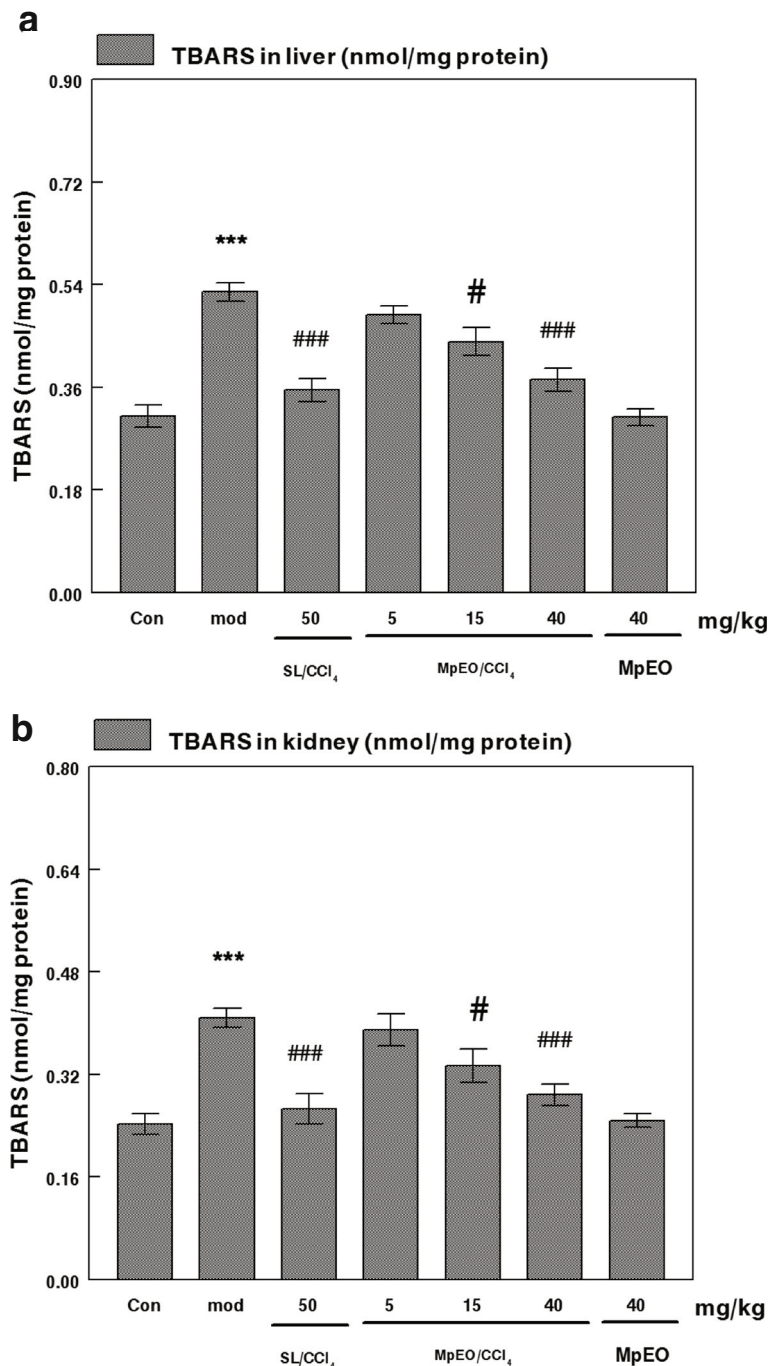 a
TBARS in liver (nmol/mg protein)
TBARS (nmol/mg protein)
0.90
0.72
0.54
0.36
0.18
0.00
***
###
#
###
Con mod 50 5 15 40 40 mg/kg
SL/CCl₄ MpEO/CCl₄ MpEO
b
TBARS in kidney (nmol/mg protein)
TBARS (nmol/mg protein)
0.80
0.64
0.48
0.32
0.16
0.00
***
###
#
###
Con mod 50 5 15 40 40 mg/kg
SL/CCl₄ MpEO/CCl₄ MpEO